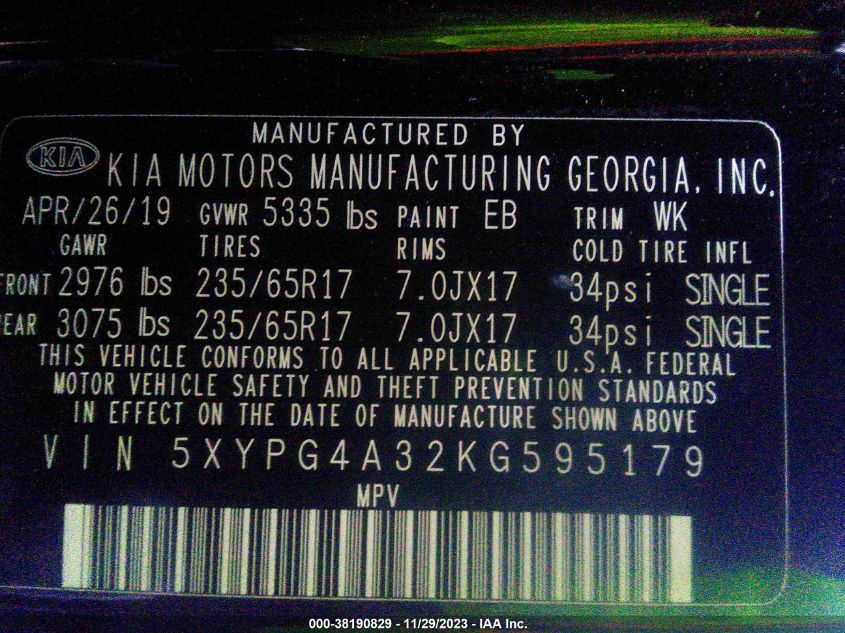 MANUFACTURED BY
KIA KIA MOTORS MANUFACTURING GEORGIA, INC.
APR/26/19 GVWR 5335 lbs PAINT EB TRIM WK
GAWR TIRES RIMS COLD TIRE INFL
FRONT 2976 lbs 235/65R17 7.0JX17 34psi SINGLE
REAR 3075 lbs 235/65R17 7.0JX17 34psi SINGLE
THIS VEHICLE CONFORMS TO ALL APPLICABLE U.S.A. FEDERAL
MOTOR VEHICLE SAFETY AND THEFT PREVENTION STANDARDS
IN EFFECT ON THE DATE OF MANUFACTURE SHOWN ABOVE
VIN 5XYPG4A32KG595179
MPV
000-38190829 - 11/29/2023 - IAA Inc.